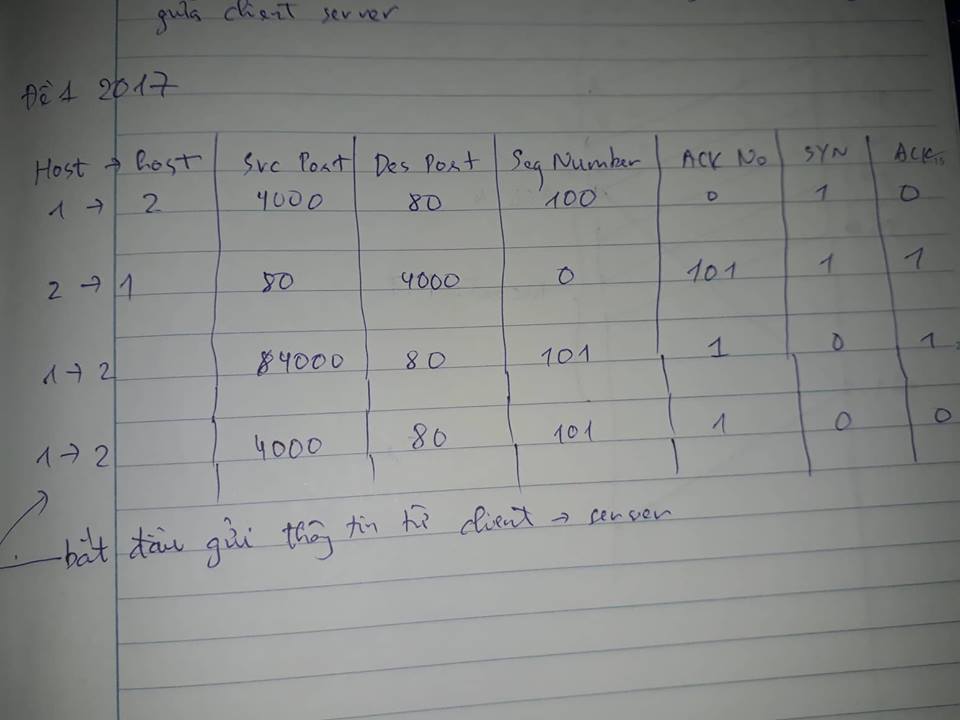 giữa client server
Đề 1 2017
Host → host Src Port Des Port Seq Number ACK No SYN ACK
1 → 2 4000 80 100 0 1 0
2 → 1 80 4000 0 101 1 1
1 → 2 84000 80 101 1 0 1
1 → 2 4000 80 101 1 0 0
bắt đầu gửi thông tin từ client → server